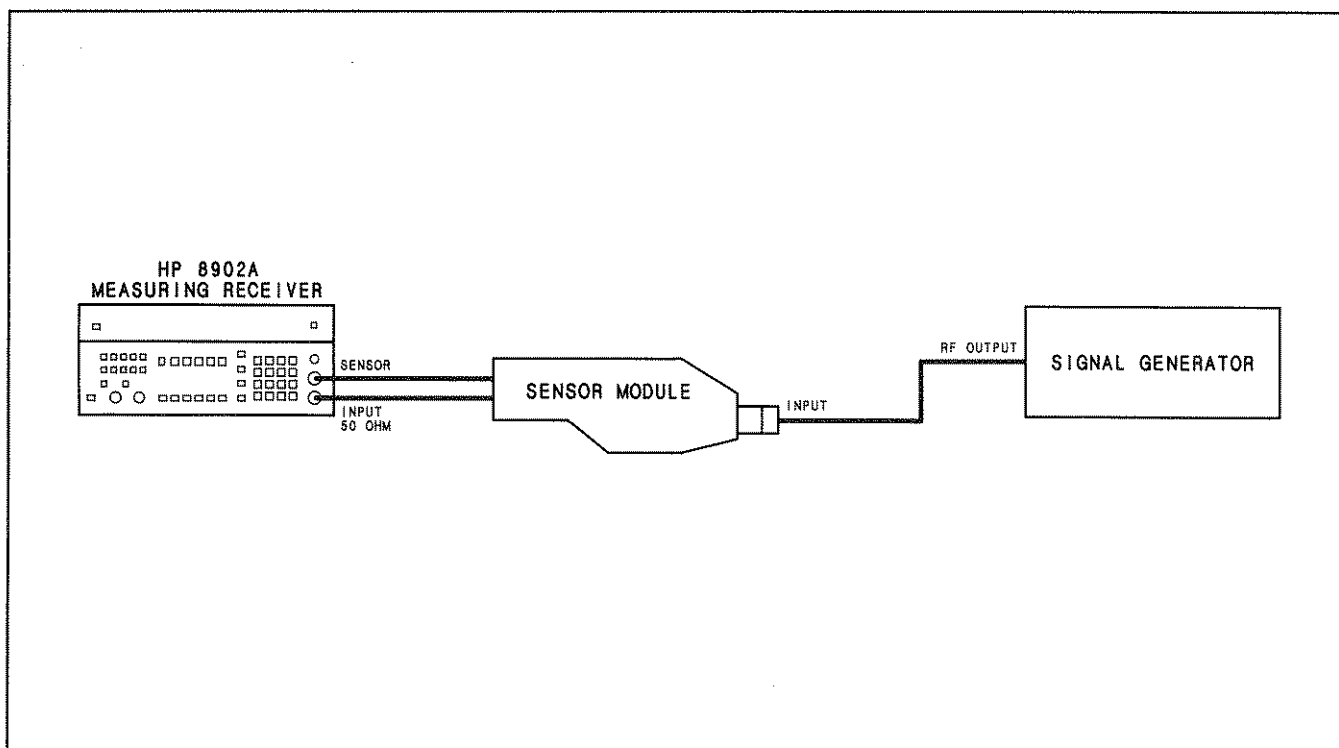 HP 8902A
MEASURING RECEIVER
SENSOR
INPUT
50 OHM
SENSOR MODULE
INPUT
RF OUTPUT
SIGNAL GENERATOR